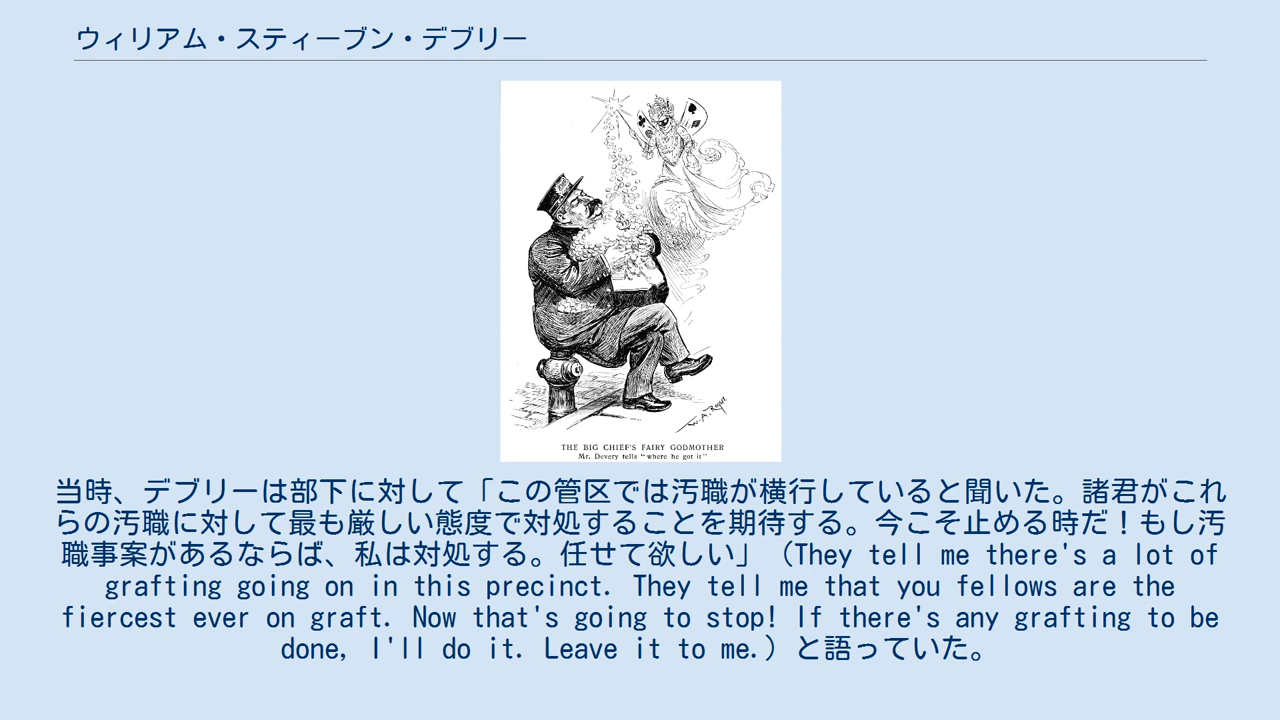 ウィリアム・スティーブン・デブリー
W. A. Rogers
THE BIG CHIEF'S FAIRY GODMOTHER
Mr. Devery tells "where he got it"
当時、デブリーは部下に対して「この管区では汚職が横行していると聞いた。諸君がこれ
らの汚職に対して最も厳しい態度で対処することを期待する。今こそ止める時だ！もし汚
職事案があるならば、私は対処する。任せて欲しい」（They tell me there's a lot of
grafting going on in this precinct. They tell me that you fellows are the
fiercest ever on graft. Now that's going to stop! If there's any grafting to be
done, I'll do it. Leave it to me.）と語っていた。